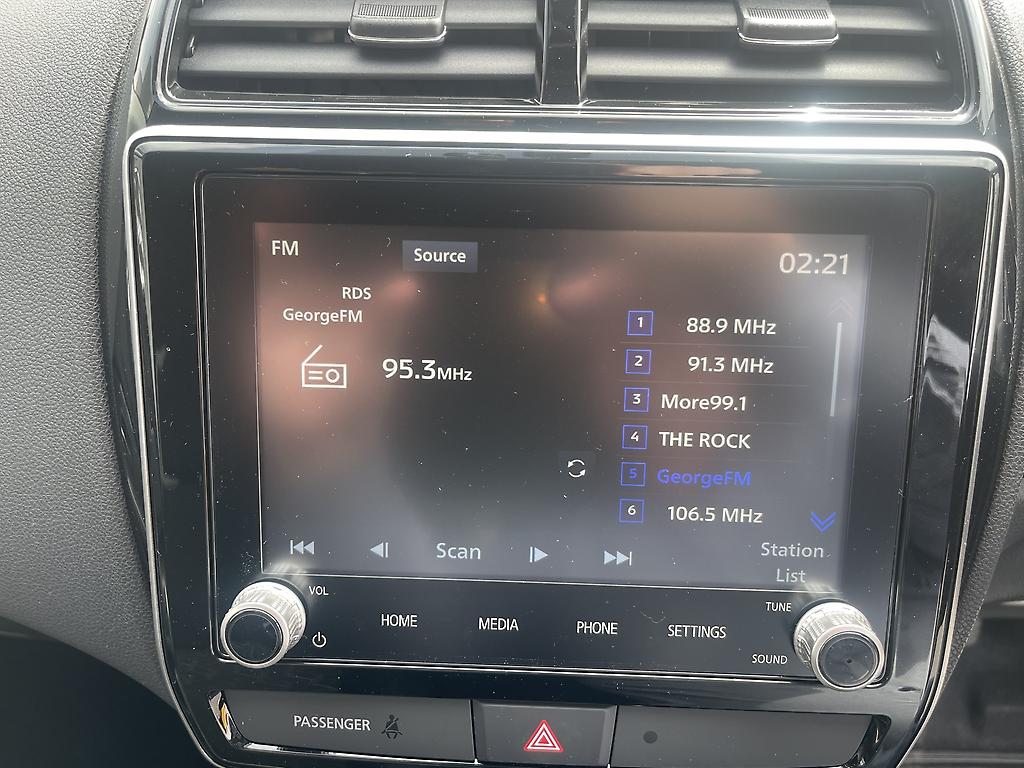 FM
Source
02:21
RDS
GeorgeFM
95.3MHz
1 88.9 MHz
2 91.3 MHz
3 More99.1
4 THE ROCK
5 GeorgeFM
6 106.5 MHz
Scan
Station
List
VOL
HOME
MEDIA
PHONE
SETTINGS
TUNE
SOUND
PASSENGER